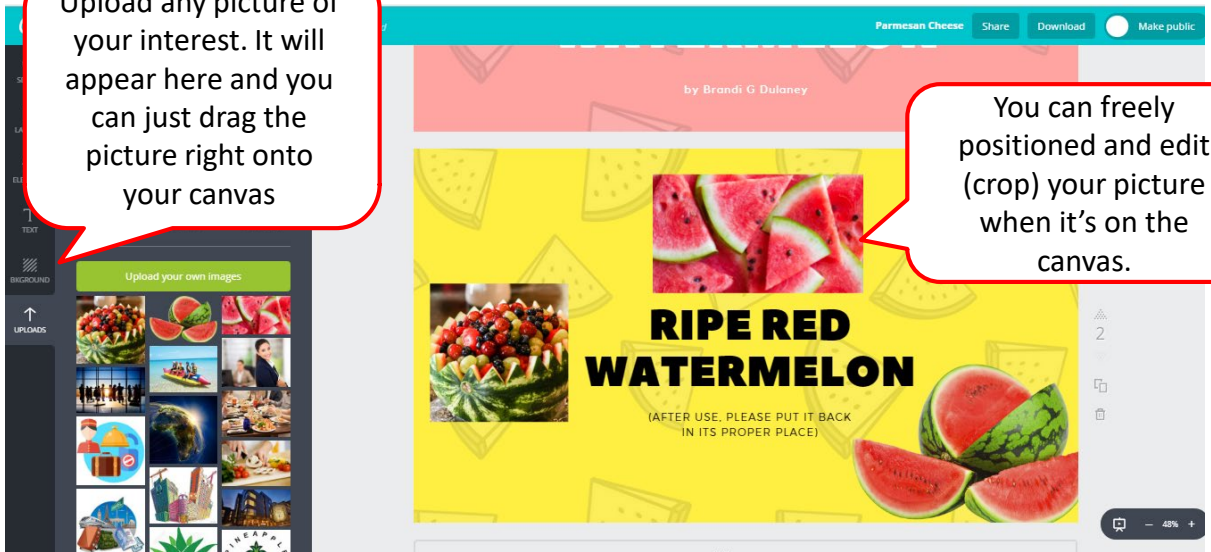 Upload any picture of
your interest. It will
appear here and you
can just drag the
picture right onto
your canvas
Parmesan Cheese
Share
Download
Make public
by Brandi G Dulaney
You can freely
positioned and edit
(crop) your picture
when it's on the
canvas.
TEXT
BKGROUND
Upload your own images
UPLOADS
RIPE RED
WATERMELON
(AFTER USE, PLEASE PUT IT BACK
IN ITS PROPER PLACE)
2
PINEAPPLE
− 48% +